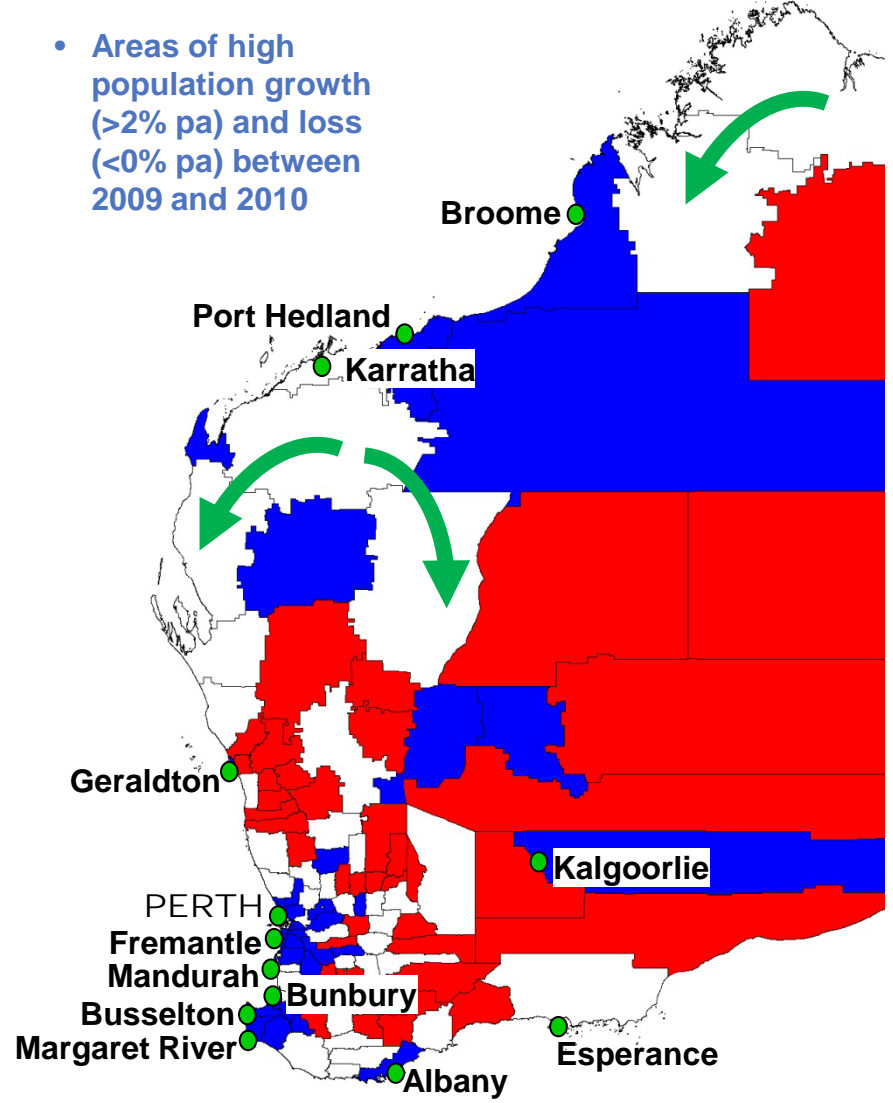 • Areas of high
population growth
(>2% pa) and loss
(<0% pa) between
2009 and 2010
Broome
Port Hedland
Karratha
Geraldton
Kalgoorlie
PERTH
Fremantle
Mandurah
Bunbury
Busselton
Margaret River
Esperance
Albany